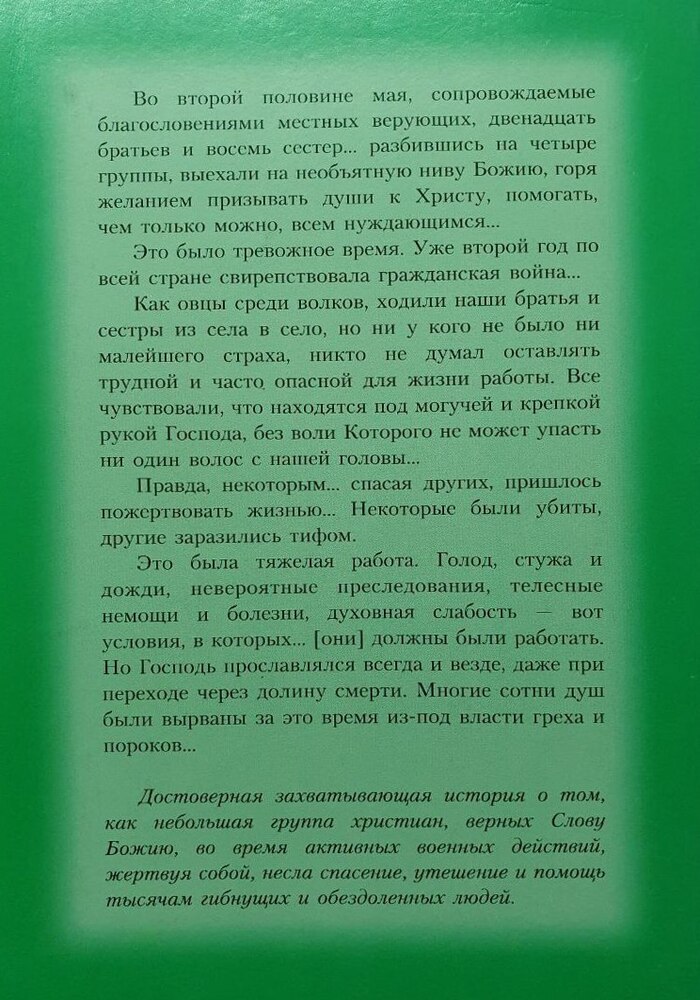 Во второй половине мая, сопровождаемые
благословениями местных верующих, двенадцать
братьев и восемь сестер... разбившись на четыре
группы, выехали на необъятную ниву Божию, горя
желанием призывать души к Христу, помогать,
чем только можно, всем нуждающимся...
Это было тревожное время. Уже второй год по
всей стране свирепствовала гражданская война...
Как овцы среди волков, ходили наши братья и
сестры из села в село, но ни у кого не было ни
малейшего страха, никто не думал оставлять
трудной и часто опасной для жизни работы. Все
чувствовали, что находятся под могучей и крепкой
рукой Господа, без воли Которого не может упасть
ни один волос с нашей головы...
Правда, некоторым... спасая других, пришлось
пожертвовать жизнью... Некоторые были убиты,
другие заразились тифом.
Это была тяжелая работа. Голод, стужа и
дожди, невероятные преследования, телесные
немощи и болезни, духовная слабость — вот
условия, в которых... [они] должны были работать.
Но Господь прославлялся всегда и везде, даже при
переходе через долину смерти. Многие сотни душ
были вырваны за это время из-под власти греха и
пороков...
Достоверная захватывающая история о том,
как небольшая группа христиан, верных Слову
Божию, во время активных военных действий,
жертвуя собой, несла спасение, утешение и помощь
тысячам гибнущих и обездоленных людей.